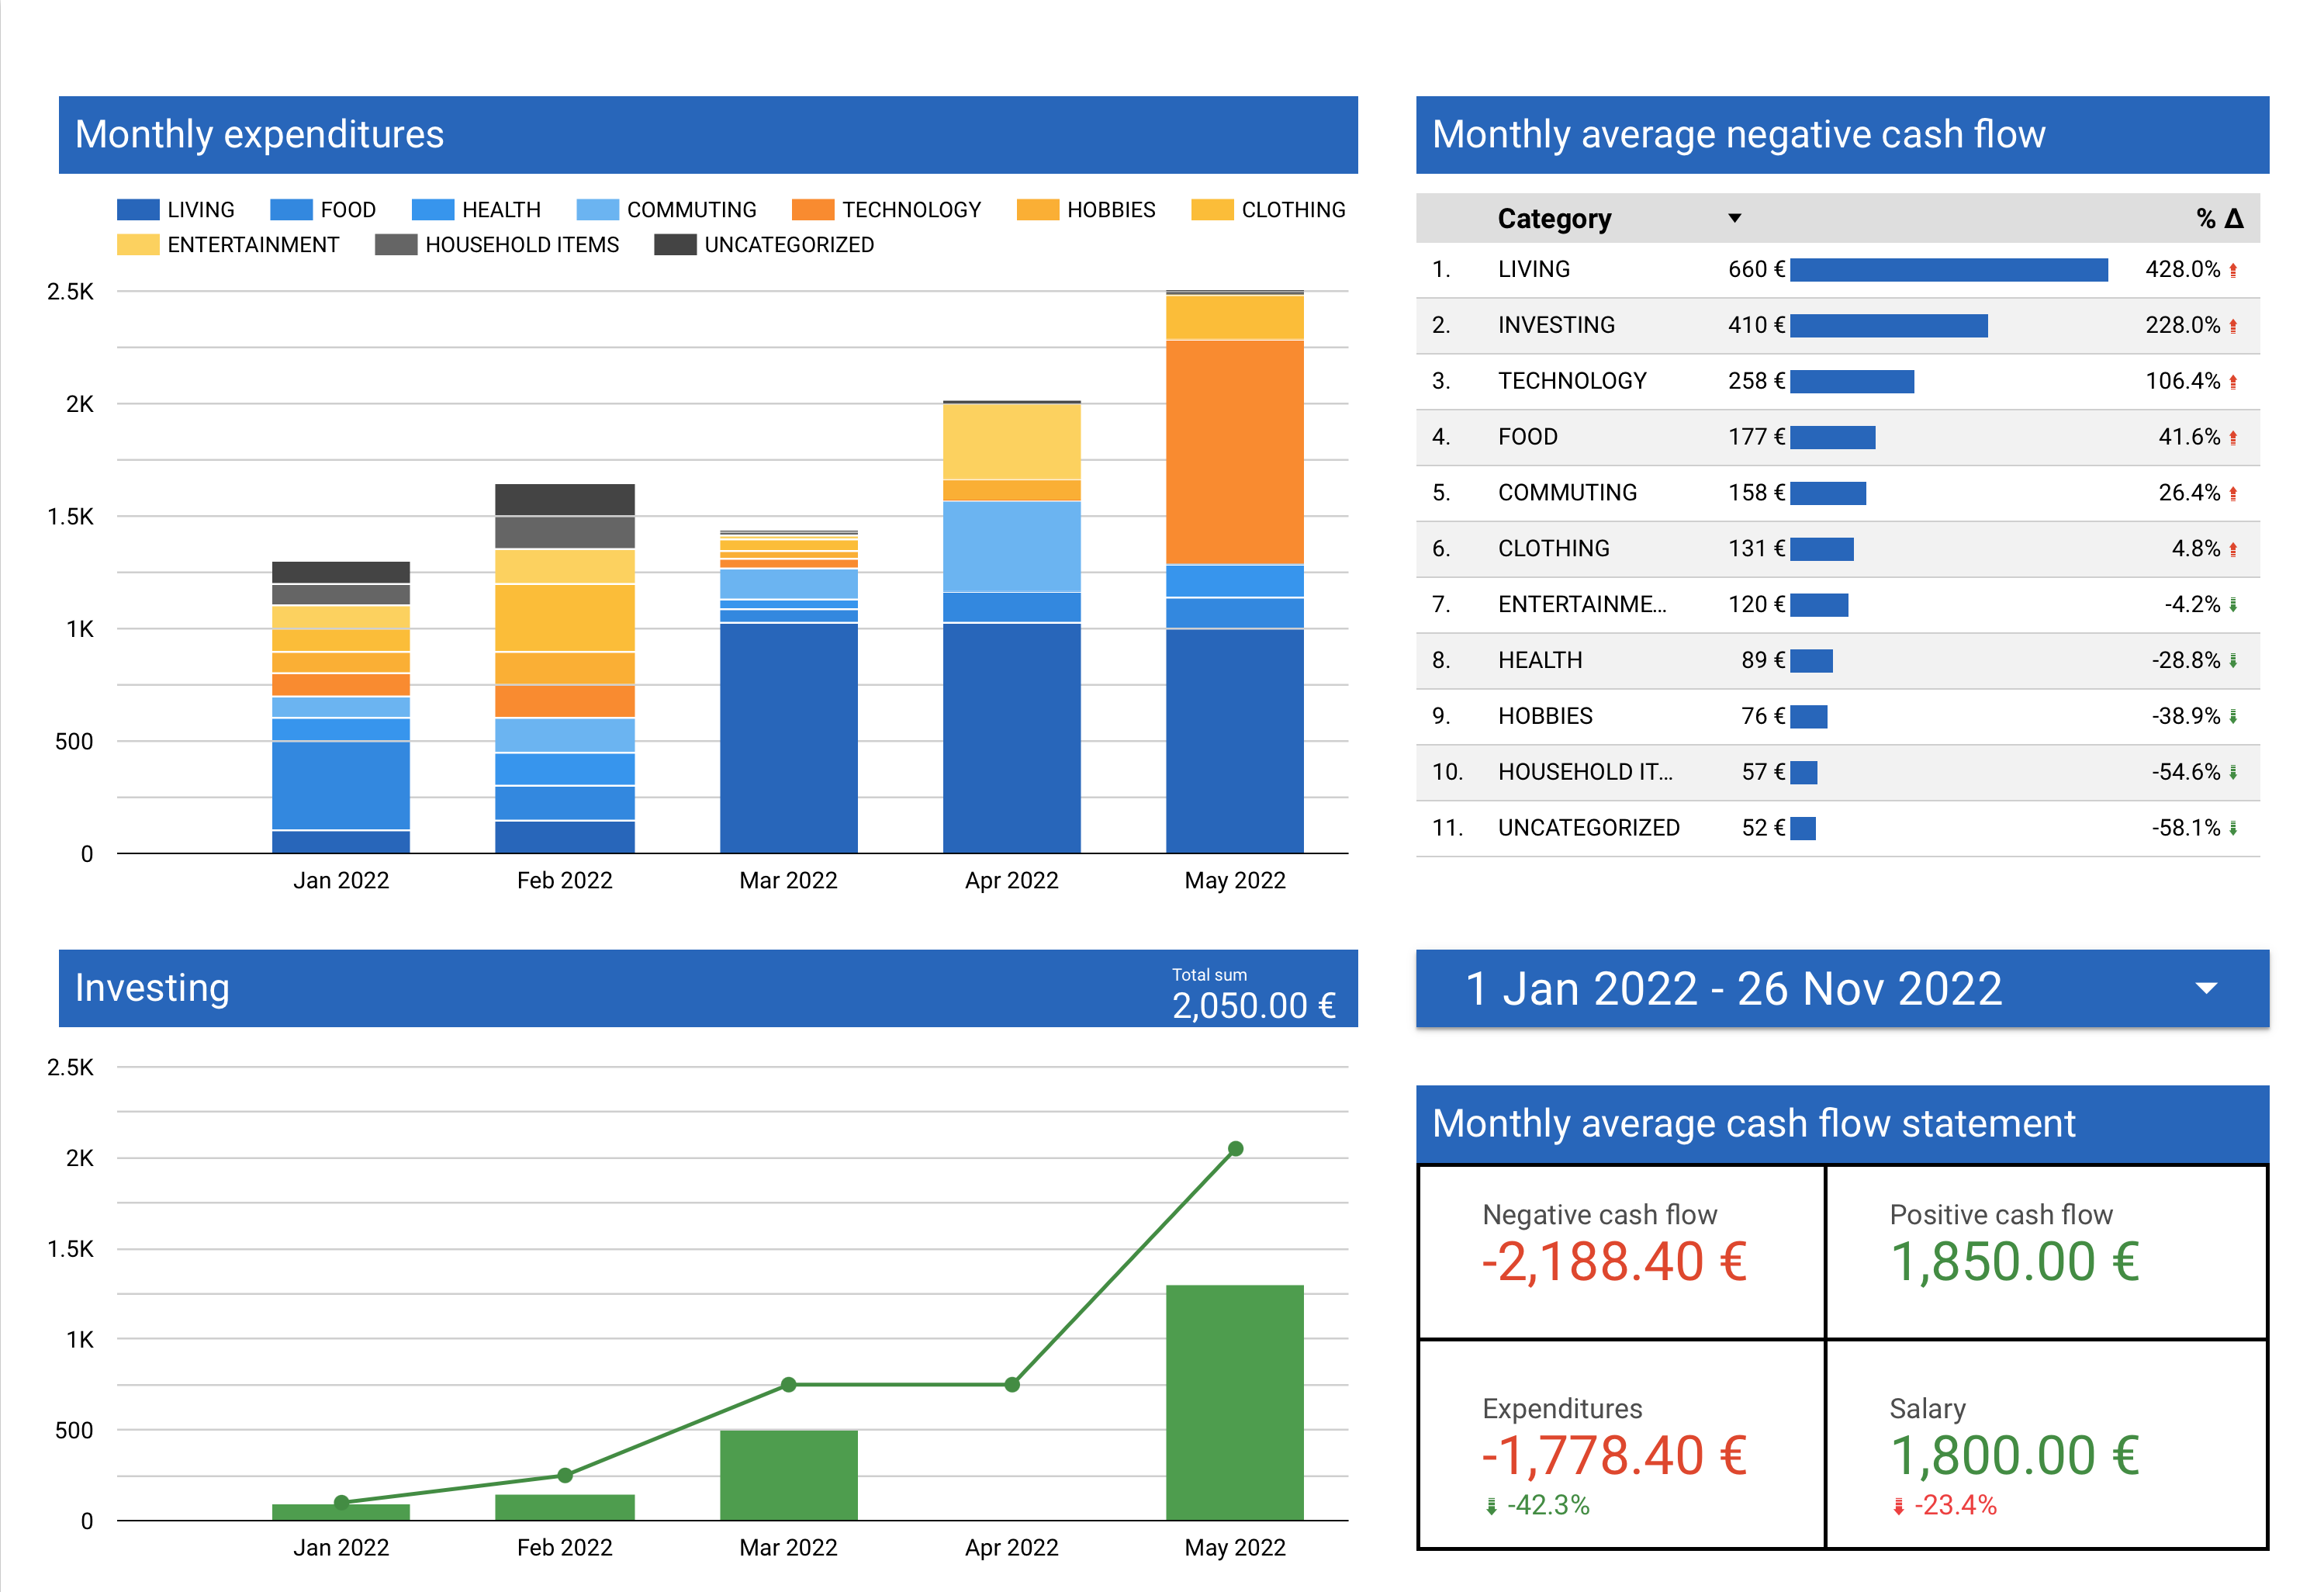 Monthly expenditures
LIVING FOOD HEALTH COMMUTING TECHNOLOGY HOBBIES CLOTHING
ENTERTAINMENT HOUSEHOLD ITEMS UNCATEGORIZED
2.5K
2K
1.5K
1K
500
0
Jan 2022 Feb 2022 Mar 2022 Apr 2022 May 2022
Monthly average negative cash flow
Category % Δ
1. LIVING 660 € 428.0%
2. INVESTING 410 € 228.0%
3. TECHNOLOGY 258 € 106.4%
4. FOOD 177 € 41.6%
5. COMMUTING 158 € 26.4%
6. CLOTHING 131 € 4.8%
7. ENTERTAINME... 120 € -4.2%
8. HEALTH 89 € -28.8%
9. HOBBIES 76 € -38.9%
10. HOUSEHOLD IT... 57 € -54.6%
11. UNCATEGORIZED 52 € -58.1%
Investing
Total sum
2,050.00 €
2.5K
2K
1.5K
1K
500
0
Jan 2022 Feb 2022 Mar 2022 Apr 2022 May 2022
1 Jan 2022 - 26 Nov 2022
Monthly average cash flow statement
Negative cash flow
-2,188.40 €
Positive cash flow
1,850.00 €
Expenditures
-1,778.40 €
-42.3%
Salary
1,800.00 €
-23.4%